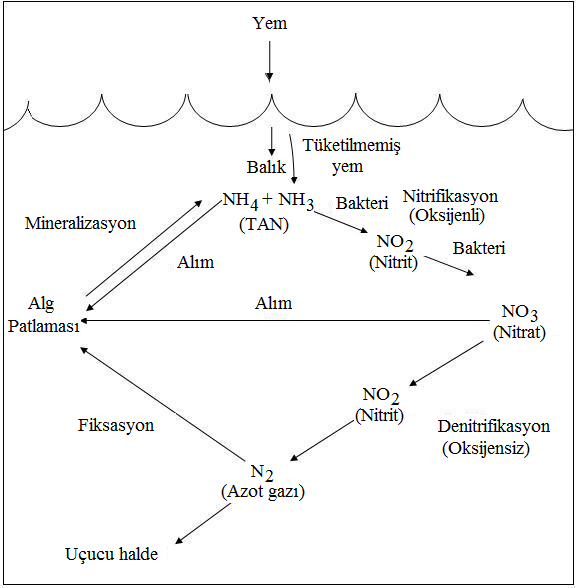 Yem
Tüketilmemiş
yem
Balık
NH4 + NH3
(TAN)
Bakteri
Nitrifikasyon
(Oksijenli)
Mineralizasyon
NO2
(Nitrit)
Bakteri
Alım
Alg
Patlaması
Alım
NO3
(Nitrat)
NO2
(Nitrit)
Fiksasyon
Denitrifikasyon
(Oksijensiz)
N2
(Azot gazı)
Uçucu halde